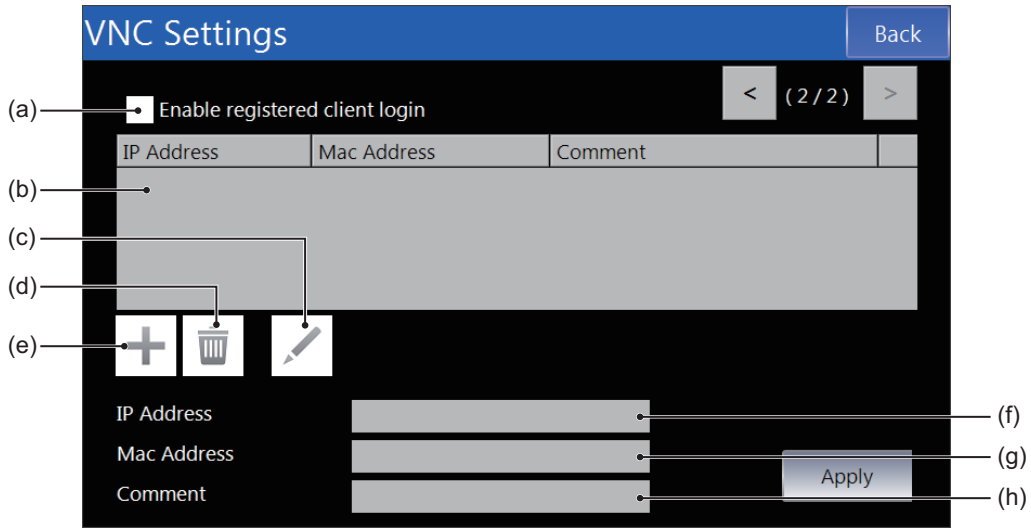 VNC Settings Back
(a) Enable registered client login < (2/2) >
IP Address Mac Address Comment
(b)
(c)
(d)
(e)
IP Address (f)
Mac Address (g)
Apply
Comment (h)